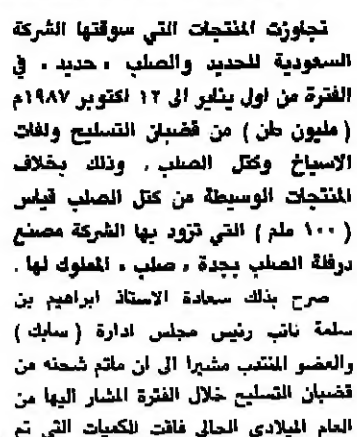 تجاوزت المنتجات التي سوقتها الشركة
السعودية للحديد والصلب « حديد » في
الفترة من اول يناير الى ١٢ اكتوبر ١٩٨٧م
( مليون طن ) من قضبان التسليح ولفات
الاسياخ وكتل الصلب ، وذلك بخلاف
المنتجات الوسيطة من كتل الصلب قياس
( ١٠٠ ملم ) التي تزود بها الشركة مصنع
درفلة الصلب بجدة « صلب » المملوك لها .
صرح بذلك سعادة الاستاذ ابراهيم بن
سلمة نائب رئيس مجلس ادارة ( سابك )
والعضو المنتدب مشيرا الى ان ماتم شحنه من
قضبان التسليح خلال الفترة المشار اليها من
العام الميلادي الحالي فاقت الكميات التي تم